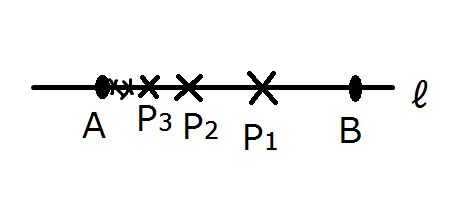 ℓ
A P₃ P₂ P₁ B